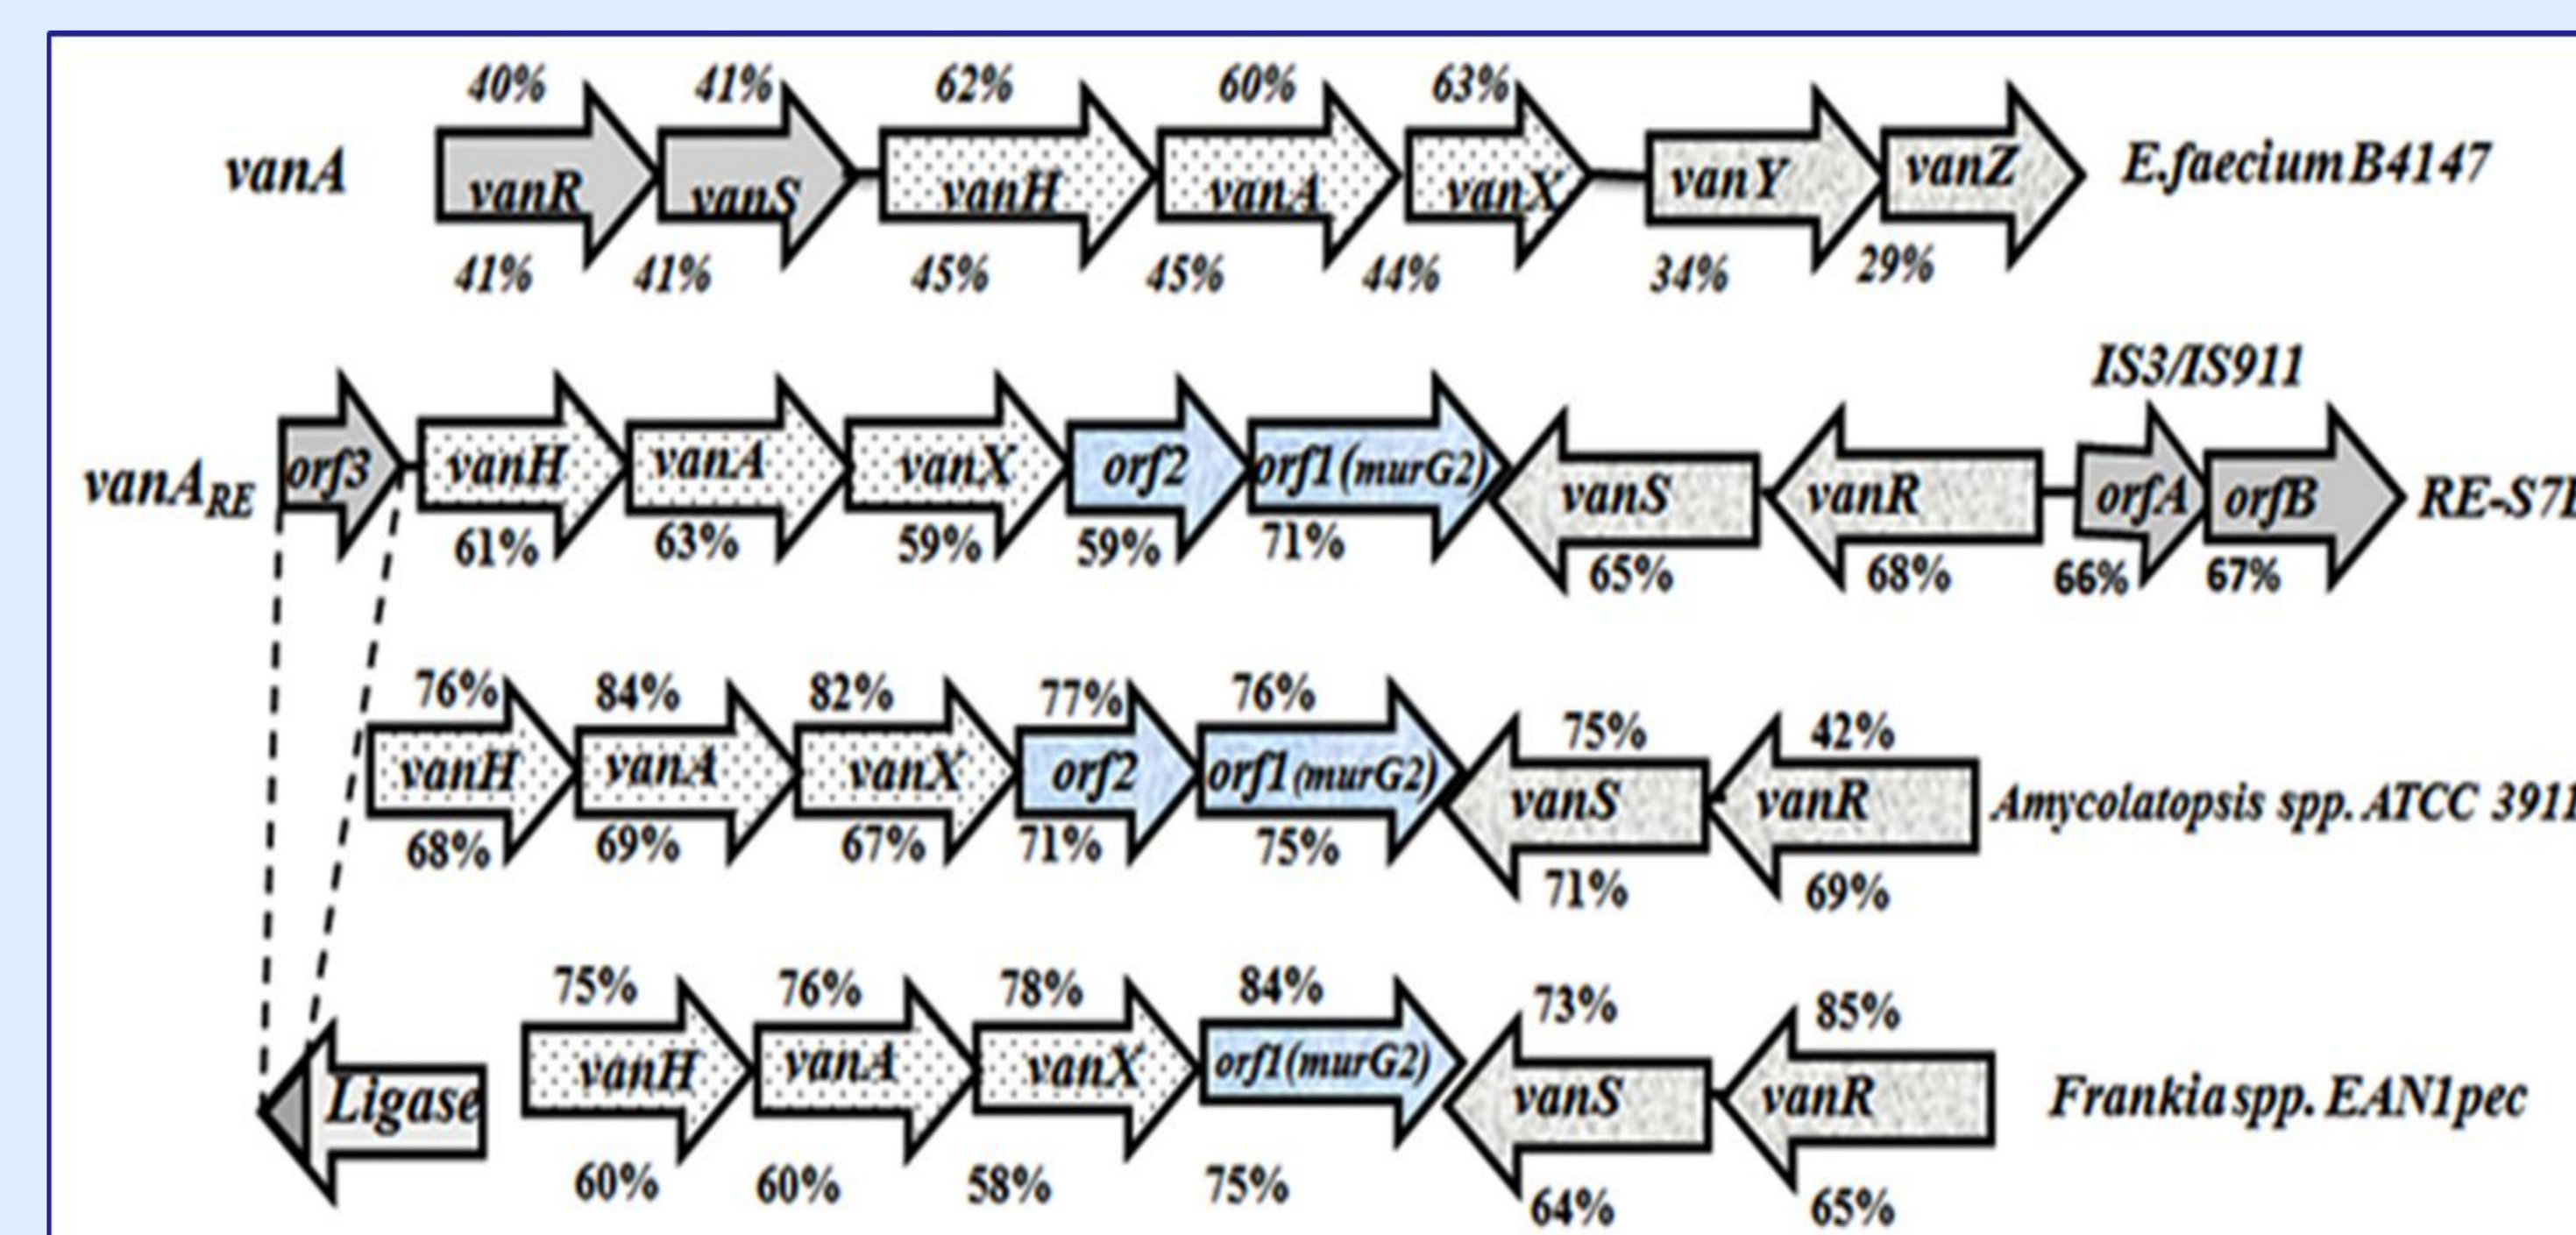 40% 41% 62% 60% 63%
vanA vanR vanS vanH vanA vanX vanY vanZ E.faecium B4147
41% 41% 45% 45% 44% 34% 29%
IS3/IS911
vanARE orf3 vanH vanA vanX orf2 orf1(murG2) vanS vanR orfA orfB
61% 63% 59% 59% 71% 65% 68% 66% 67%
76% 84% 82% 77% 76% 75% 42%
vanH vanA vanX orf2 orf1(murG2) vanS vanR Amycolatopsis spp. ATCC
68% 69% 67% 71% 75% 71% 69%
75% 76% 78% 84% 73% 85%
Ligase vanH vanA vanX orf1(murG2) vanS vanR Frankia spp. EAN1pec
60% 60% 58% 75% 64% 65%